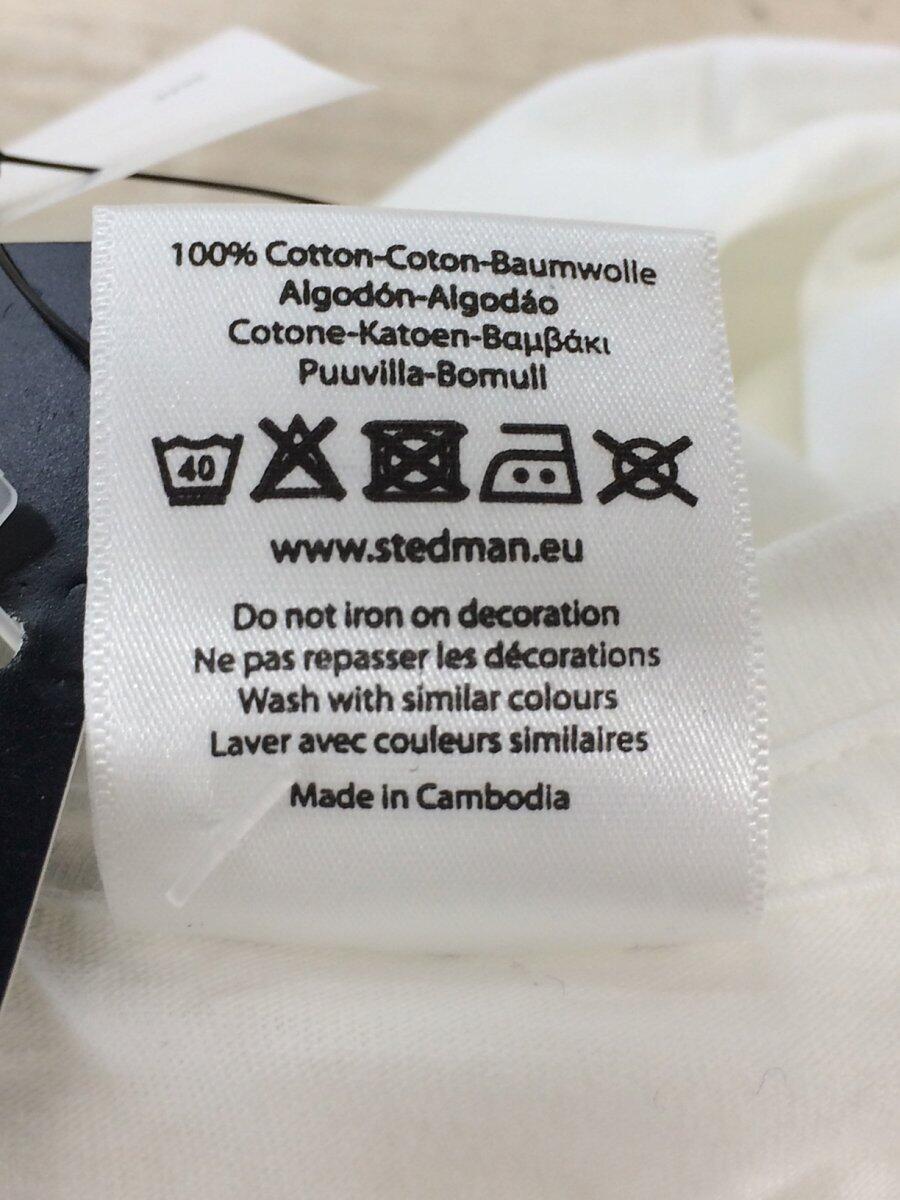 100% Cotton-Coton-Baumwolle
Algodón-Algodáo
Cotone-Katoen-Βαμβάκι
Puuvilla-Bomull
40
www.stedman.eu
Do not iron on decoration
Ne pas repasser les décorations
Wash with similar colours
Laver avec couleurs similaires
Made in Cambodia